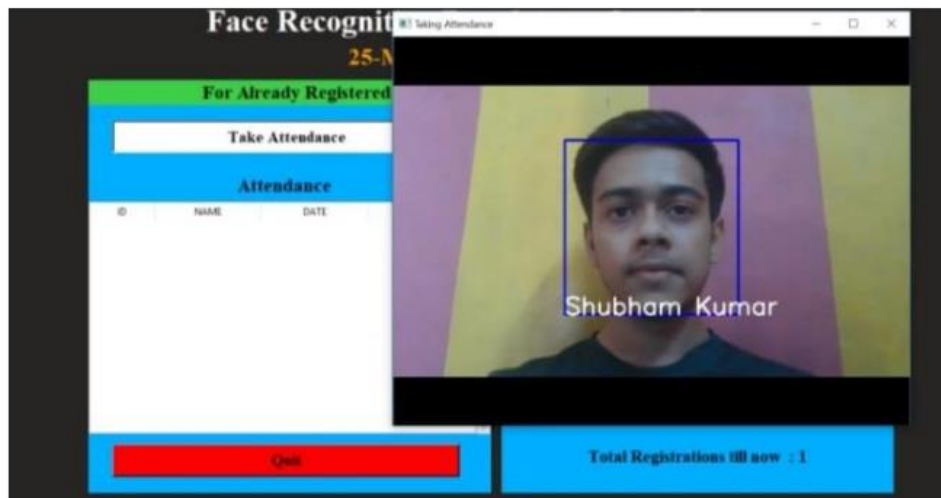 Face Recognit
25-
For Already Registered
Take Attendance
Attendance
ID NAME DATE
Quit
Taking Attendance
Shubham Kumar
Total Registrations till now : 1